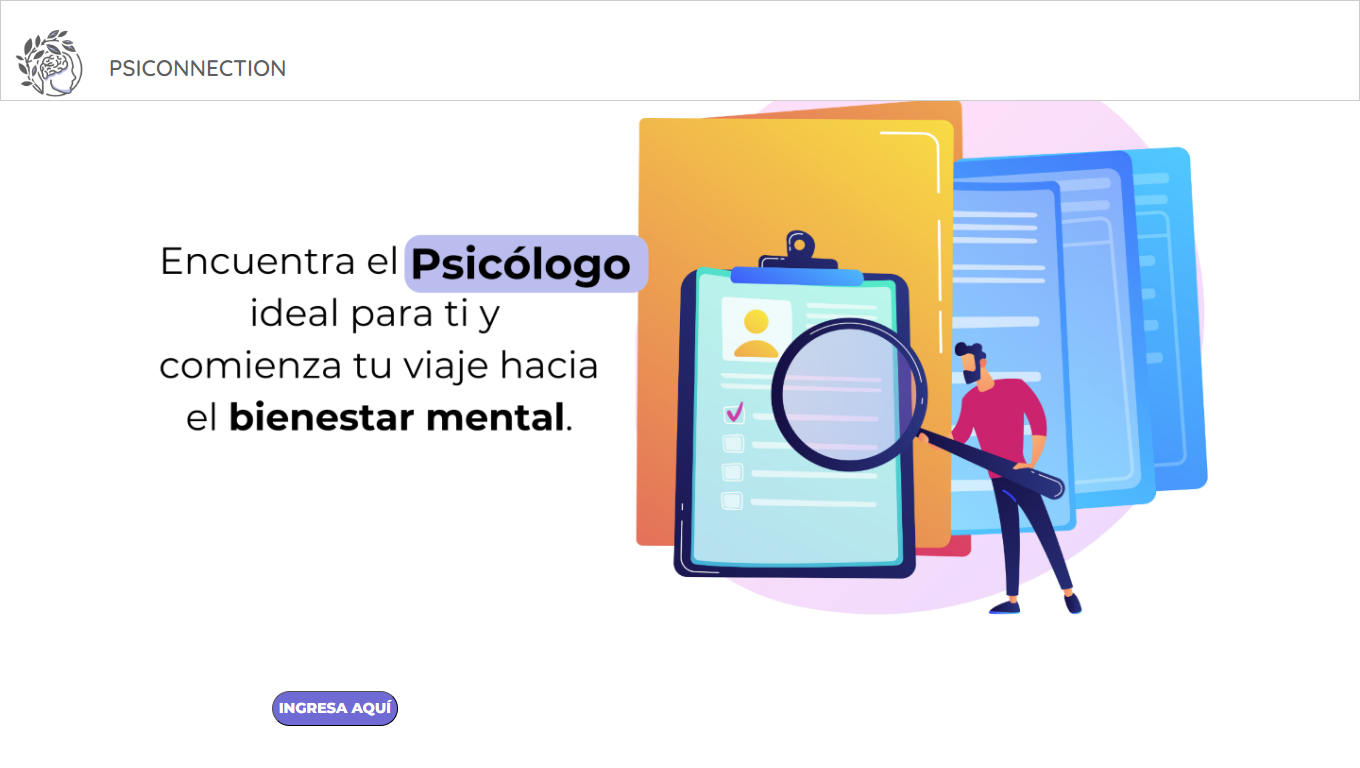 PSICONNECTION
Encuentra el Psicólogo
ideal para ti y
comienza tu viaje hacia
el bienestar mental.
INGRESA AQUÍ